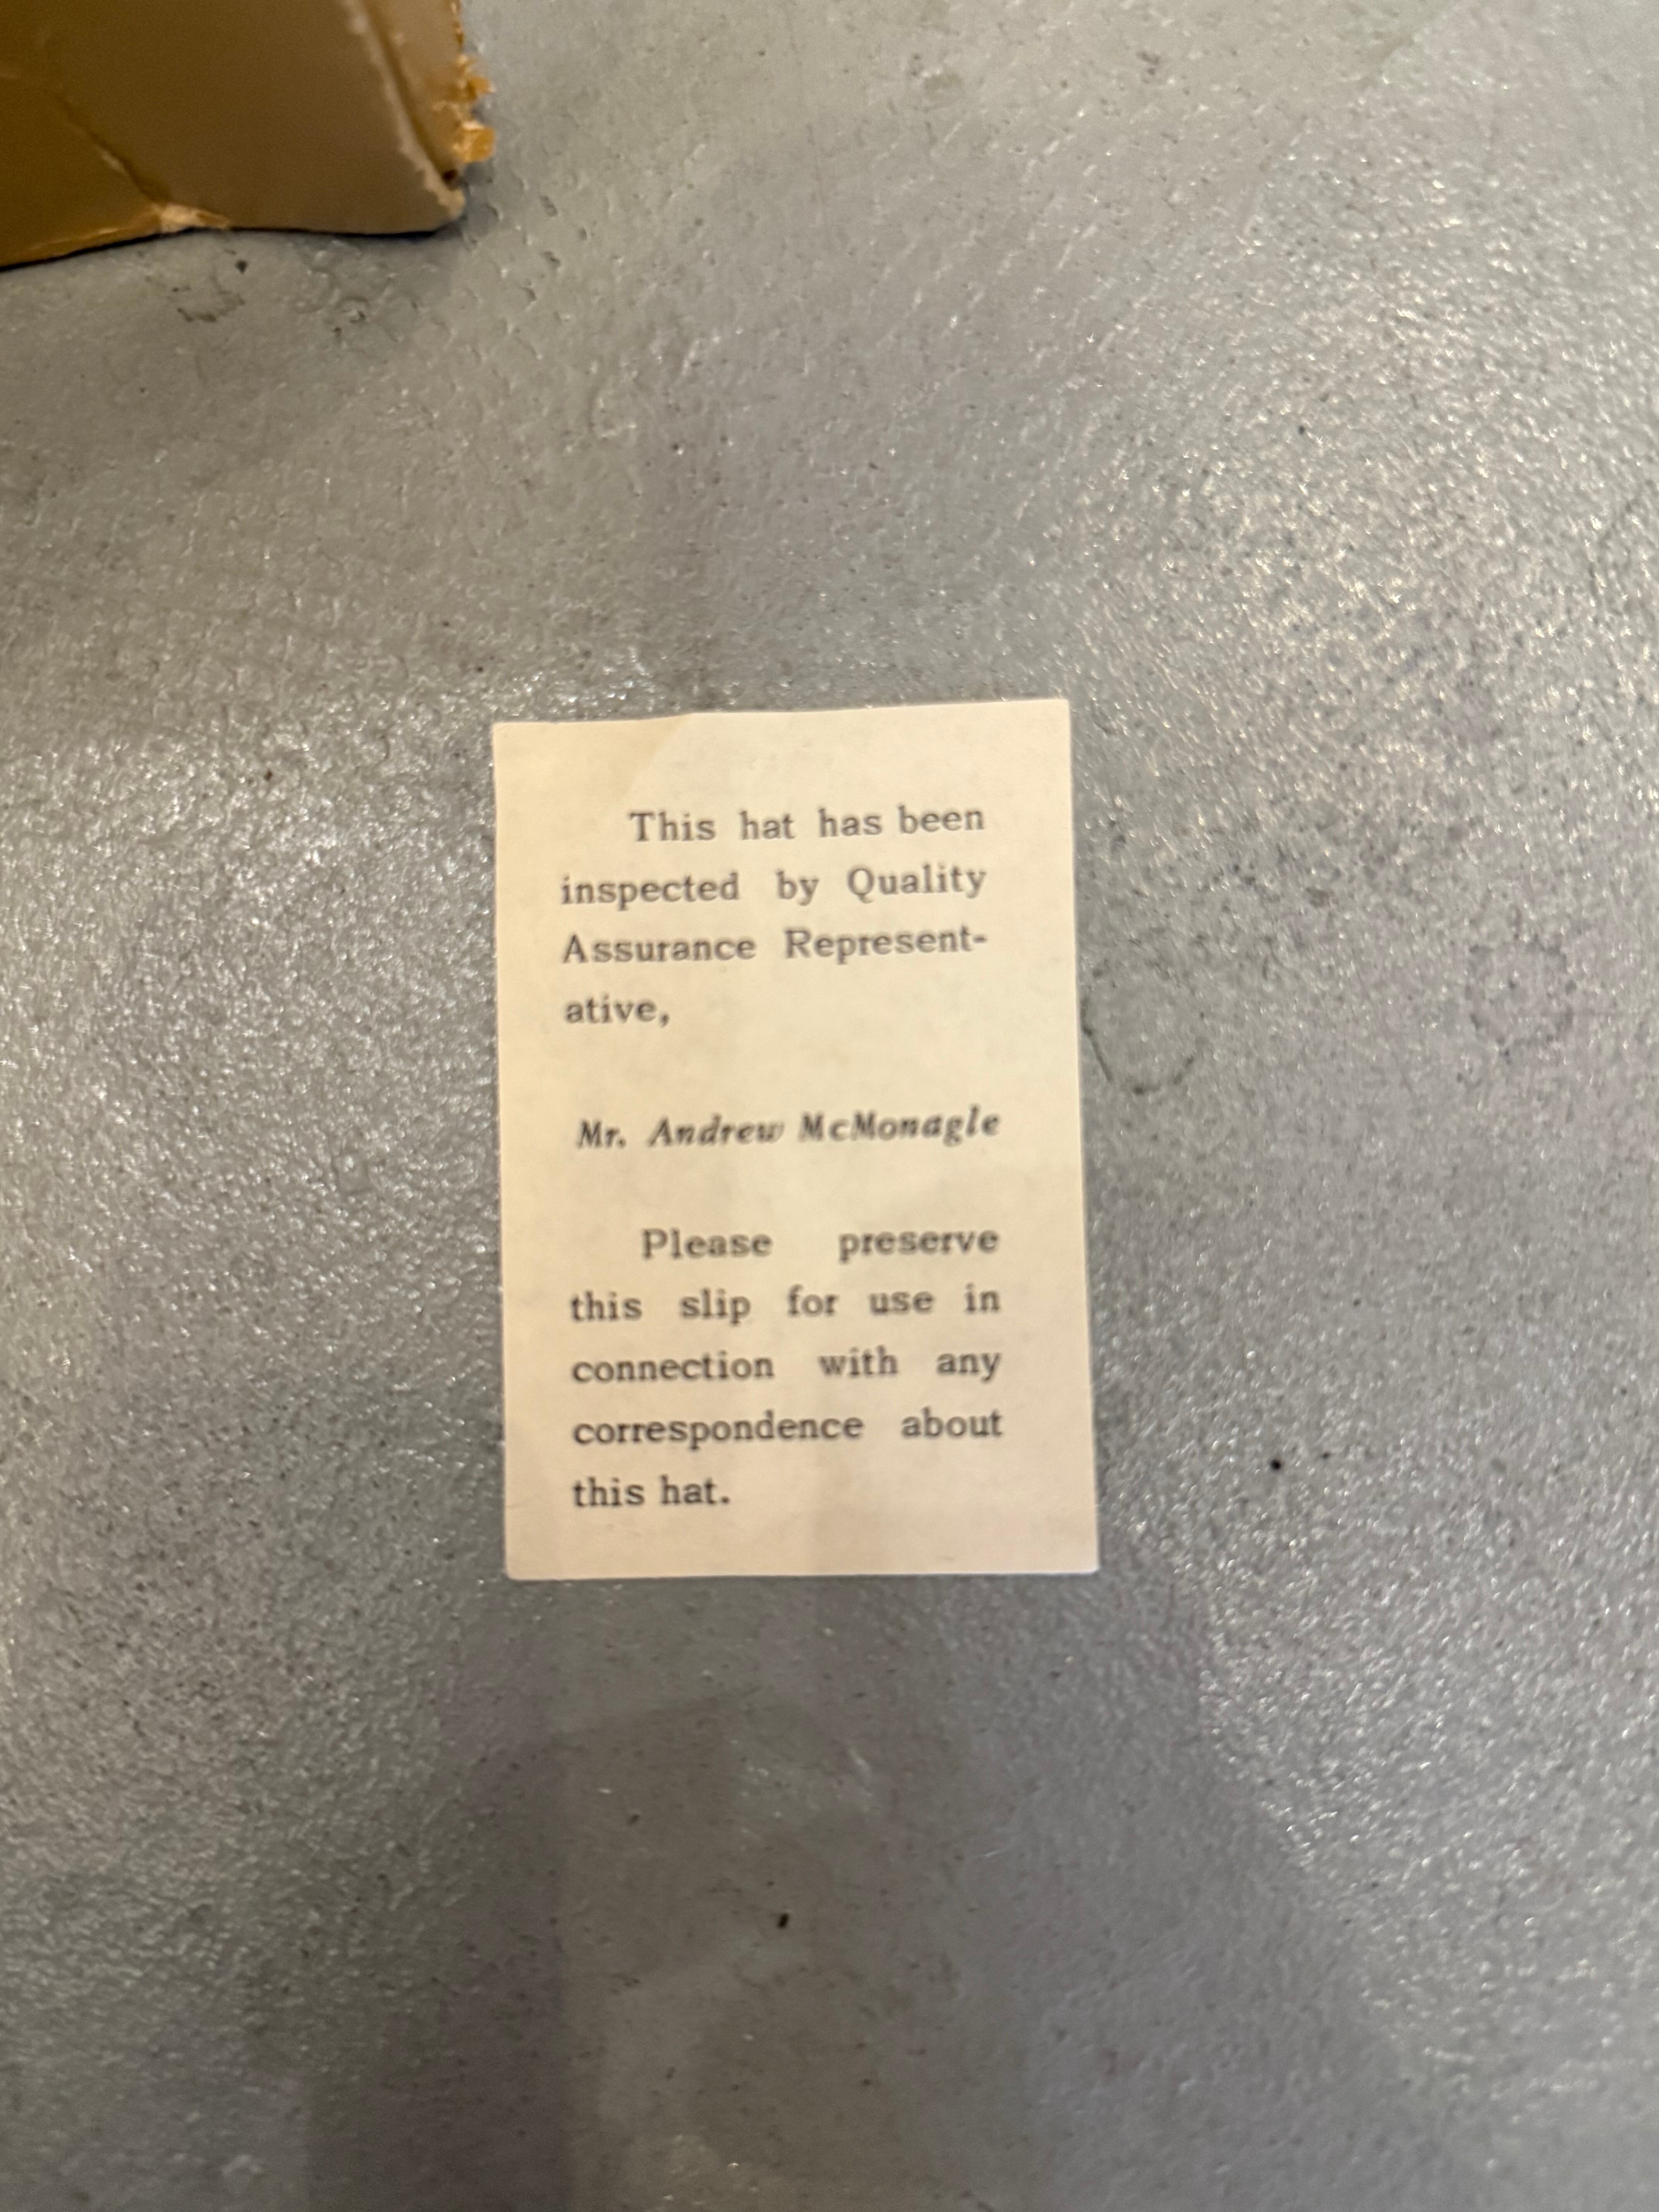 This hat has been
inspected by Quality
Assurance Represent-
ative,
Mr. Andrew McMonagle
Please preserve
this slip for use in
connection with any
correspondence about
this hat.